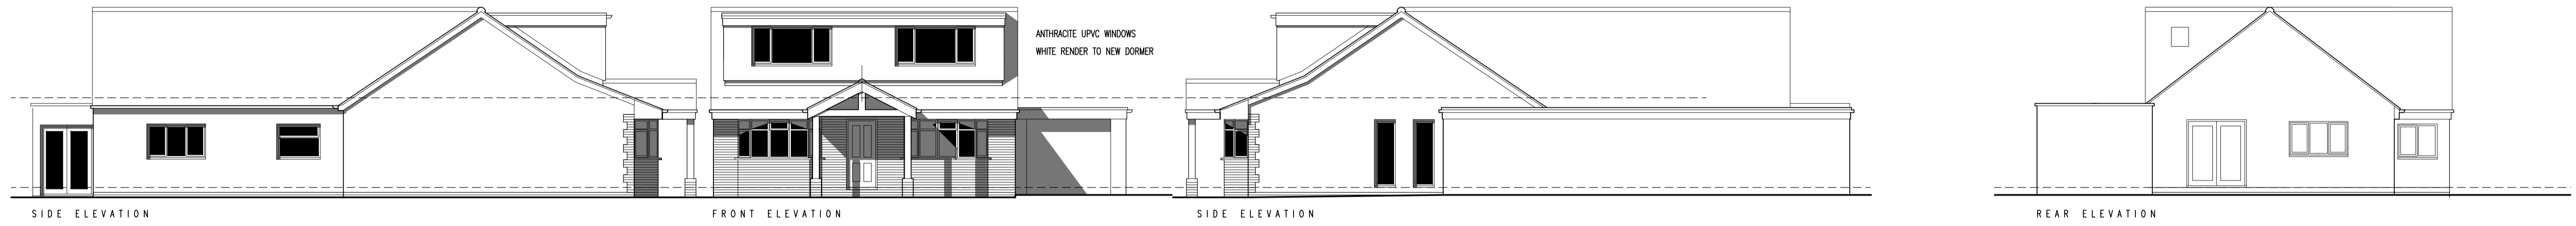 ANTHRACITE UPVC WINDOWS
WHITE RENDER TO NEW DORMER
SIDE ELEVATION
FRONT ELEVATION
SIDE ELEVATION
REAR ELEVATION